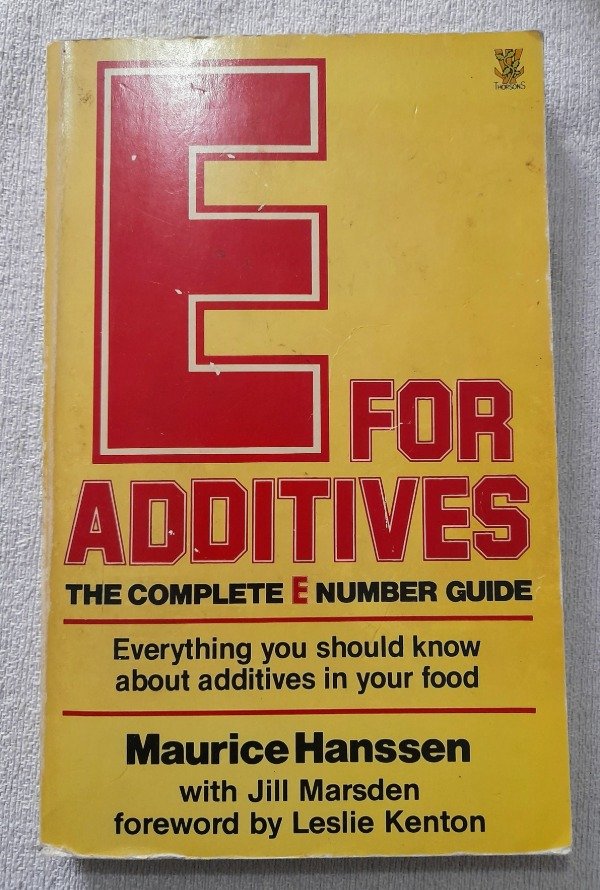 THORSONS
E FOR
ADDITIVES
THE COMPLETE E NUMBER GUIDE
Everything you should know
about additives in your food
Maurice Hanssen
with Jill Marsden
foreword by Leslie Kenton